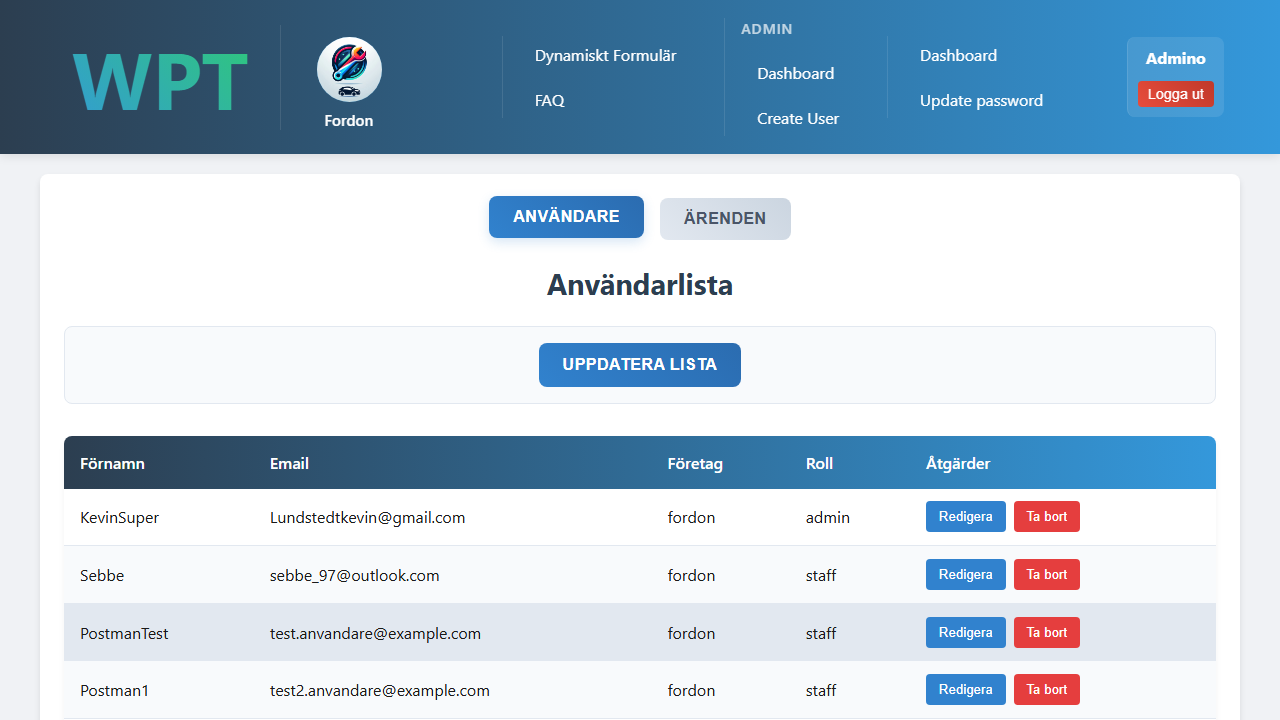 WPT
Fordon
Dynamiskt Formulär
FAQ
ADMIN
Dashboard
Create User
Dashboard
Update password
Admino
Logga ut
ANVÄNDARE
ÄRENDEN
Användarlista
UPPDATERA LISTA
Förnamn Email Företag Roll Åtgärder
KevinSuper Lundstedtkevin@gmail.com fordon admin Redigera Ta bort
Sebbe sebbe_97@outlook.com fordon staff Redigera Ta bort
PostmanTest test.anvandare@example.com fordon staff Redigera Ta bort
Postman1 test2.anvandare@example.com fordon staff Redigera Ta bort